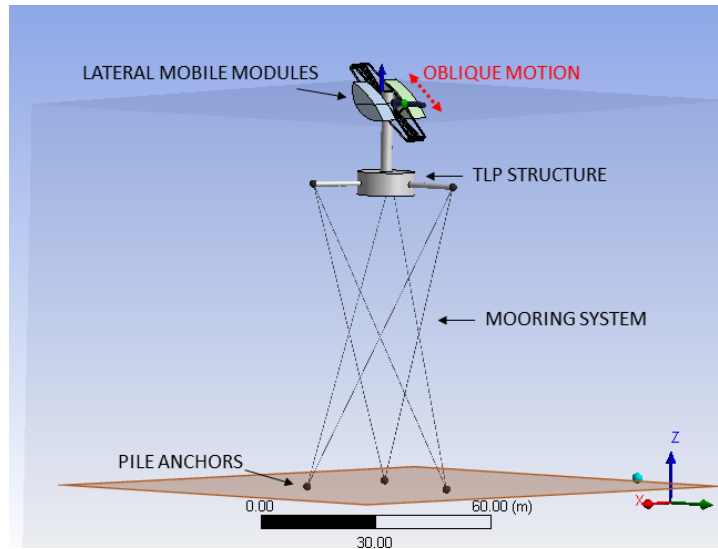 LATERAL MOBILE MODULES
OBLIQUE MOTION
TLP STRUCTURE
MOORING SYSTEM
PILE ANCHORS
Z
X
0.00
60.00 (m)
30.00